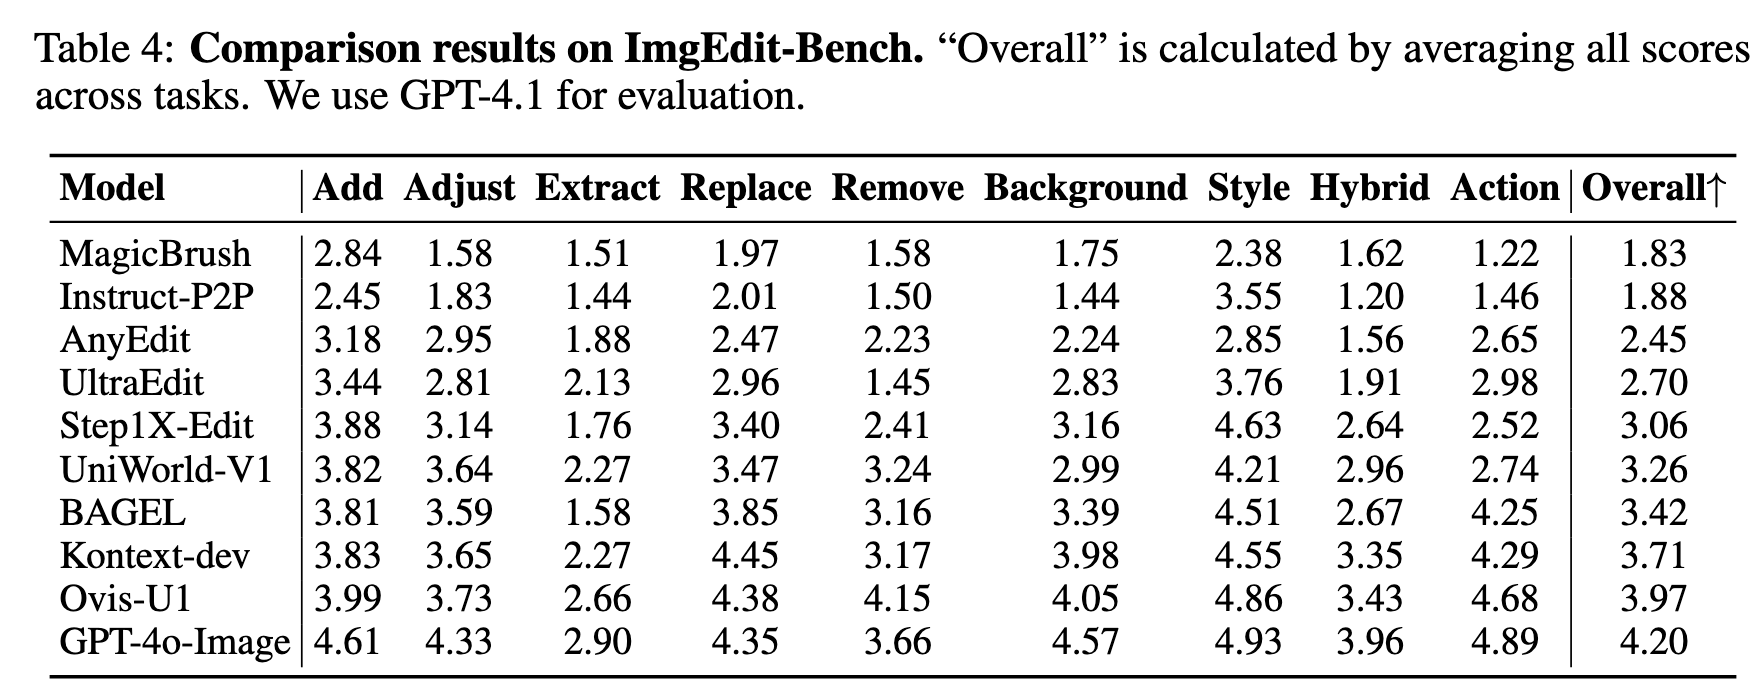 Table 4: Comparison results on ImgEdit-Bench. “Overall” is calculated by averaging all scores
across tasks. We use GPT-4.1 for evaluation.
Model Add Adjust Extract Replace Remove Background Style Hybrid Action Overall↑
MagicBrush 2.84 1.58 1.51 1.97 1.58 1.75 2.38 1.62 1.22 1.83
Instruct-P2P 2.45 1.83 1.44 2.01 1.50 1.44 3.55 1.20 1.46 1.88
AnyEdit 3.18 2.95 1.88 2.47 2.23 2.24 2.85 1.56 2.65 2.45
UltraEdit 3.44 2.81 2.13 2.96 1.45 2.83 3.76 1.91 2.98 2.70
Step1X-Edit 3.88 3.14 1.76 3.40 2.41 3.16 4.63 2.64 2.52 3.06
UniWorld-V1 3.82 3.64 2.27 3.47 3.24 2.99 4.21 2.96 2.74 3.26
BAGEL 3.81 3.59 1.58 3.85 3.16 3.39 4.51 2.67 4.25 3.42
Kontext-dev 3.83 3.65 2.27 4.45 3.17 3.98 4.55 3.35 4.29 3.71
Ovis-U1 3.99 3.73 2.66 4.38 4.15 4.05 4.86 3.43 4.68 3.97
GPT-4o-Image 4.61 4.33 2.90 4.35 3.66 4.57 4.93 3.96 4.89 4.20